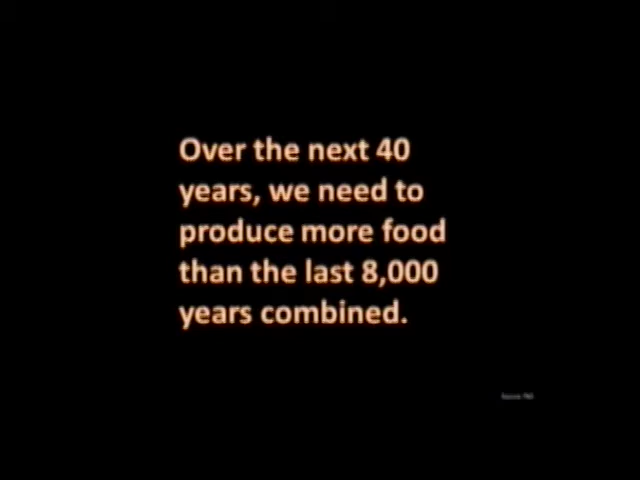 Over the next 40
years, we need to
produce more food
than the last 8,000
years combined.